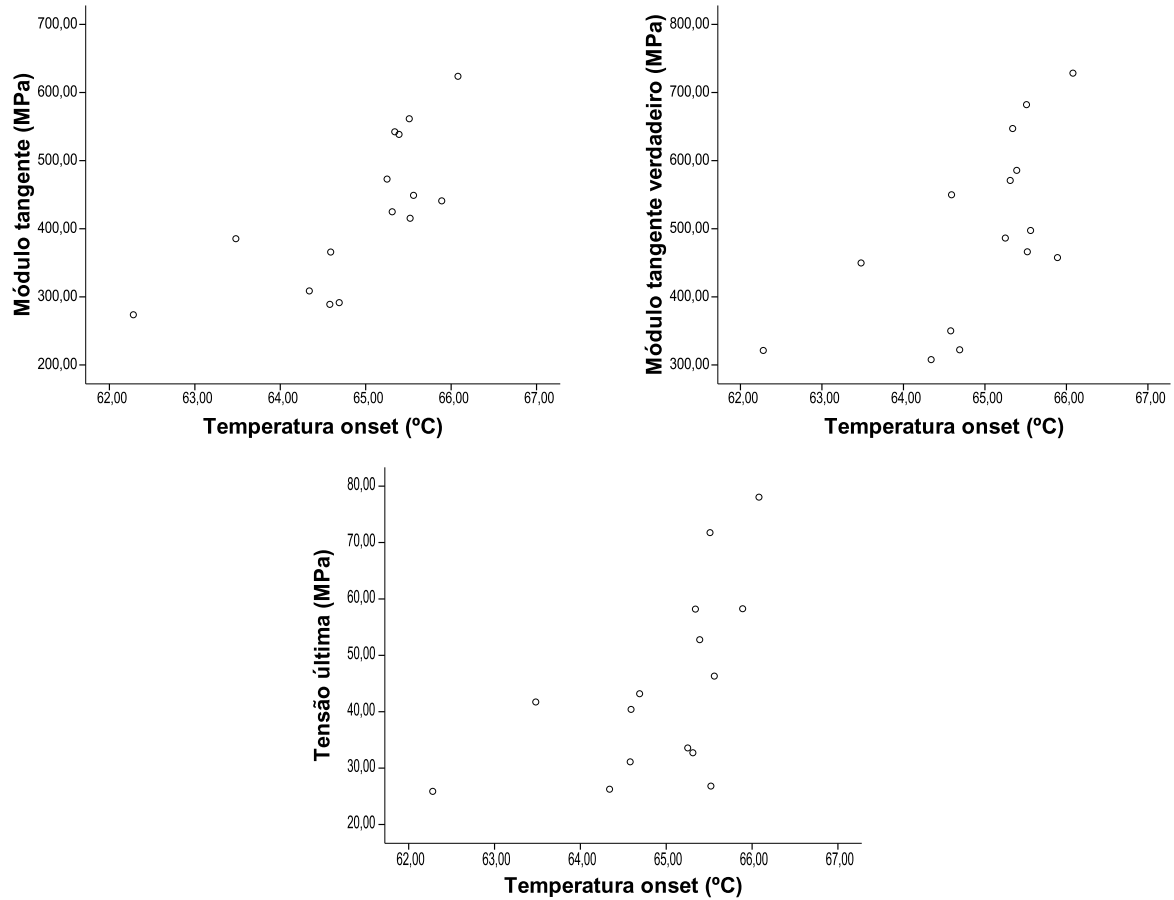 Módulo tangente (MPa)
700,00
600,00
500,00
400,00
300,00
200,00
62,00 63,00 64,00 65,00 66,00 67,00
Temperatura onset (ºC)
Módulo tangente verdadeiro (MPa)
800,00
700,00
600,00
500,00
400,00
300,00
62,00 63,00 64,00 65,00 66,00 67,00
Temperatura onset (ºC)
Tensão última (MPa)
80,00
70,00
60,00
50,00
40,00
30,00
20,00
62,00 63,00 64,00 65,00 66,00 67,00
Temperatura onset (ºC)